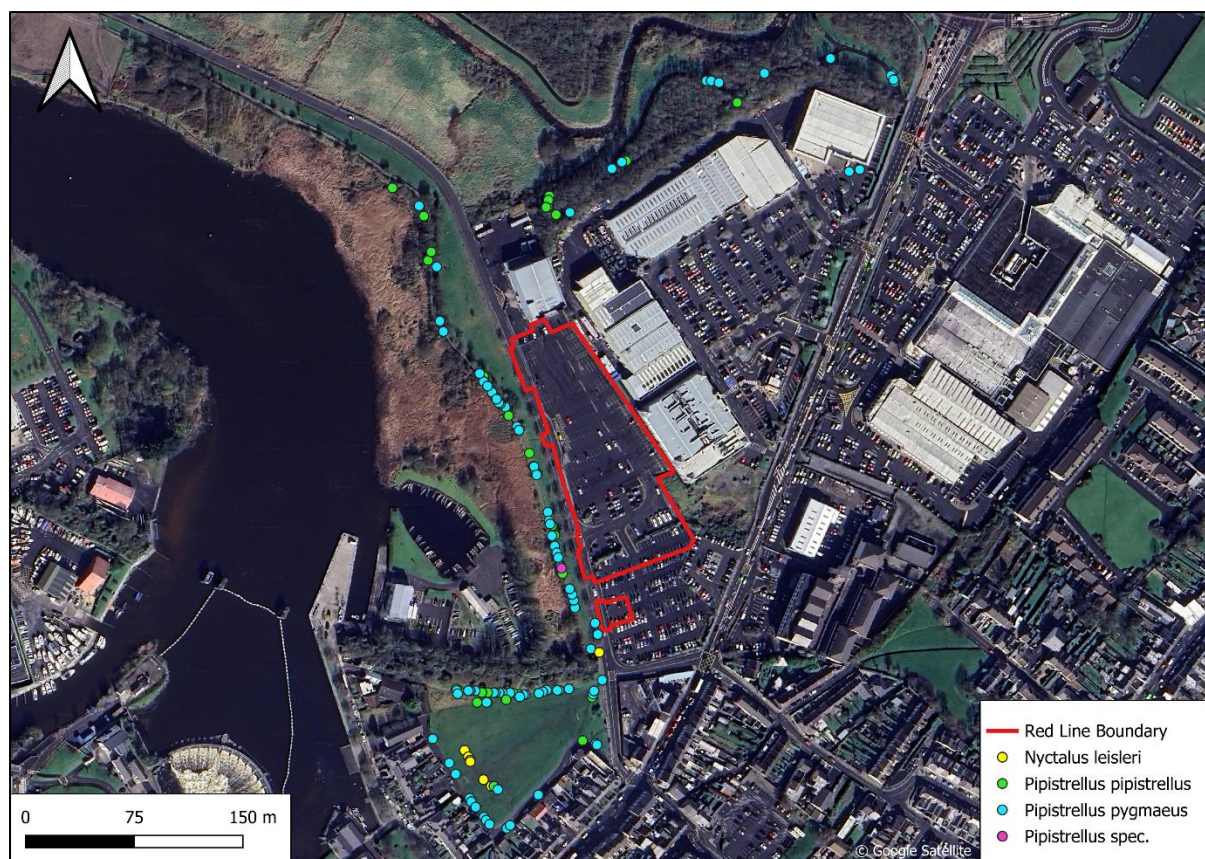 Red Line Boundary
Nyctalus leisleri
Pipistrellus pipistrellus
Pipistrellus pygmaeus
Pipistrellus spec.
0 75 150 m
© Google Satellite